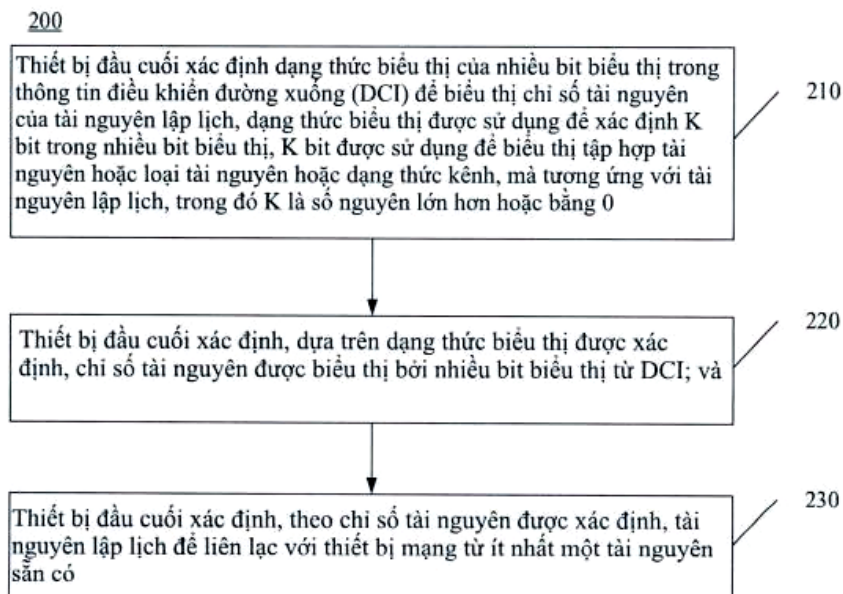 200
Thiết bị đầu cuối xác định dạng thức biểu thị của nhiều bit biểu thị trong
thông tin điều khiển đường xuống (DCI) để biểu thị chỉ số tài nguyên
của tài nguyên lập lịch, dạng thức biểu thị được sử dụng để xác định K
bit trong nhiều bit biểu thị, K bit được sử dụng để biểu thị tập hợp tài
nguyên hoặc loại tài nguyên hoặc dạng thức kênh, mà tương ứng với tài
nguyên lập lịch, trong đó K là số nguyên lớn hơn hoặc bằng 0
210
Thiết bị đầu cuối xác định, dựa trên dạng thức biểu thị được xác
định, chỉ số tài nguyên được biểu thị bởi nhiều bit biểu thị từ DCI; và
220
Thiết bị đầu cuối xác định, theo chỉ số tài nguyên được xác định, tài
nguyên lập lịch để liên lạc với thiết bị mạng từ ít nhất một tài nguyên
sẵn có
230